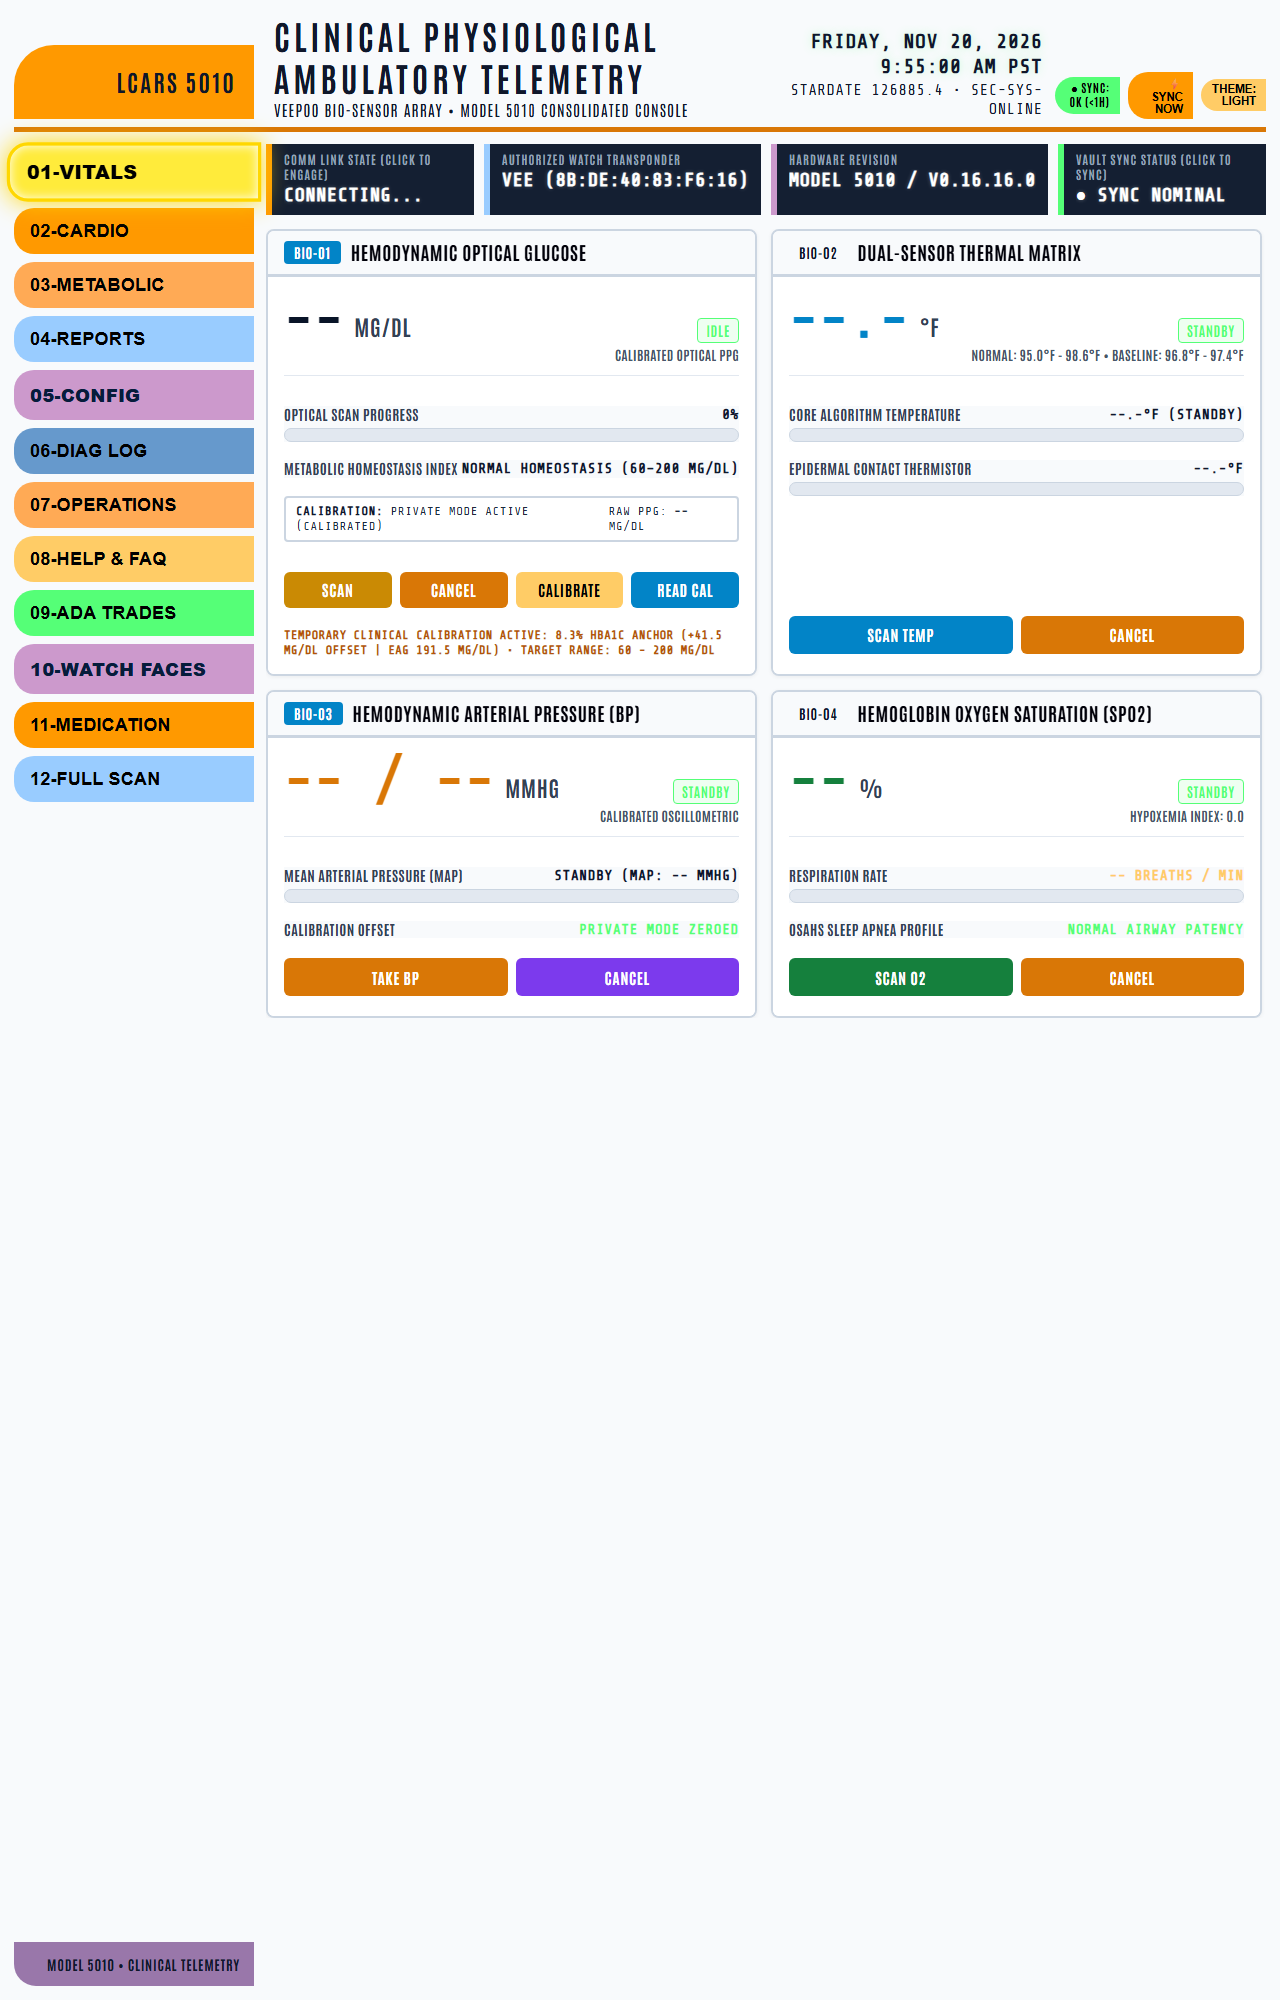 LCARS 5010
CLINICAL PHYSIOLOGICAL
AMBULATORY TELEMETRY
VEEPOO BIO-SENSOR ARRAY • MODEL 5010 CONSOLIDATED CONSOLE
FRIDAY, NOV 20, 2026
9:55:00 AM PST
STARDATE 126885.4 • SEC-SYS-
ONLINE
● SYNC:
OK (<1H)
SYNC
NOW
THEME:
LIGHT
01-VITALS
02-CARDIO
03-METABOLIC
04-REPORTS
05-CONFIG
06-DIAG LOG
07-OPERATIONS
08-HELP & FAQ
09-ADA TRADES
10-WATCH FACES
11-MEDICATION
12-FULL SCAN
COMM LINK STATE (CLICK TO
ENGAGE)
CONNECTING...
AUTHORIZED WATCH TRANSPONDER
VEE (8B:DE:40:83:F6:16)
HARDWARE REVISION
MODEL 5010 / V0.16.16.0
VAULT SYNC STATUS (CLICK TO
SYNC)
● SYNC NOMINAL
BIO-01 HEMODYNAMIC OPTICAL GLUCOSE
-- MG/DL
IDLE
CALIBRATED OPTICAL PPG
OPTICAL SCAN PROGRESS 0%
METABOLIC HOMEOSTASIS INDEX NORMAL HOMEOSTASIS (60-200 MG/DL)
CALIBRATION: PRIVATE MODE ACTIVE
(CALIBRATED)
RAW PPG: --
MG/DL
SCAN CANCEL CALIBRATE READ CAL
TEMPORARY CLINICAL CALIBRATION ACTIVE: 8.3% HBA1C ANCHOR (+41.5
MG/DL OFFSET | EAG 191.5 MG/DL) • TARGET RANGE: 60 - 200 MG/DL
BIO-02 DUAL-SENSOR THERMAL MATRIX
--.- °F
STANDBY
NORMAL: 95.0°F - 98.6°F • BASELINE: 96.8°F - 97.4°F
CORE ALGORITHM TEMPERATURE --.-°F (STANDBY)
EPIDERMAL CONTACT THERMISTOR --.-°F
SCAN TEMP CANCEL
BIO-03 HEMODYNAMIC ARTERIAL PRESSURE (BP)
-- / -- MMHG
STANDBY
CALIBRATED OSCILLOMETRIC
MEAN ARTERIAL PRESSURE (MAP) STANDBY (MAP: -- MMHG)
CALIBRATION OFFSET PRIVATE MODE ZEROED
TAKE BP CANCEL
BIO-04 HEMOGLOBIN OXYGEN SATURATION (SPO2)
-- %
STANDBY
HYPOXEMIA INDEX: 0.0
RESPIRATION RATE -- BREATHS / MIN
OSAHS SLEEP APNEA PROFILE NORMAL AIRWAY PATENCY
SCAN O2 CANCEL
MODEL 5010 • CLINICAL TELEMETRY